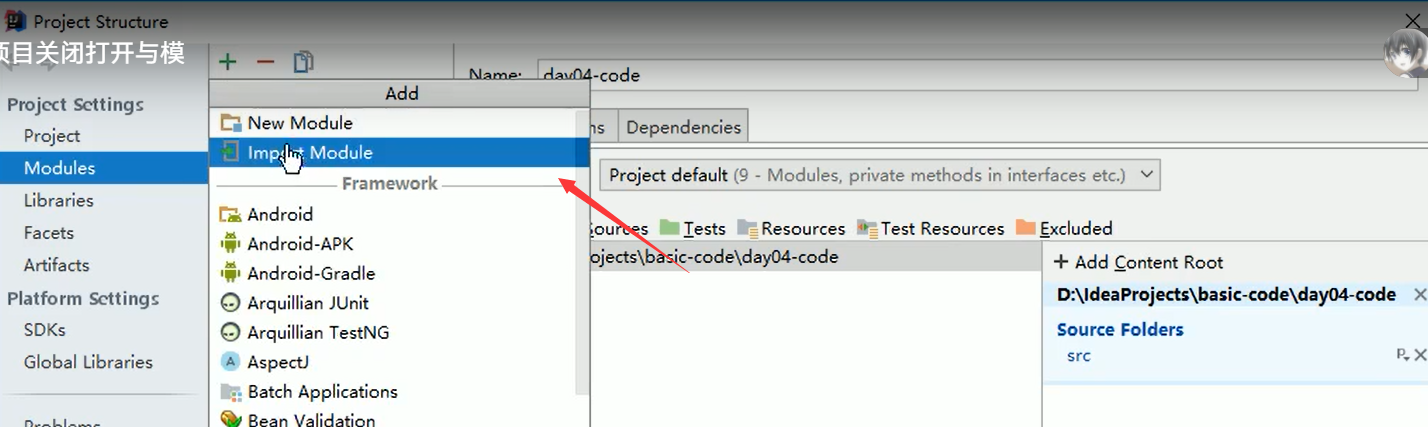 Project Structure
项目关闭打开与模
Name: day04-code
Add
Project Settings
New Module
Project
Dependencies
Import Module
Modules
Framework
Project default (9 - Modules, private methods in interfaces etc.)
Libraries
Android
Sources Tests Resources Test Resources Excluded
Facets
Android-APK
ojects\basic-code\day04-code
Add Content Root
Artifacts
Android-Gradle
Platform Settings
Arquillian JUnit
D:\IdeaProjects\basic-code\day04-code
SDKs
Arquillian TestNG
Source Folders
Global Libraries
AspectJ
src
Batch Applications
Problems
Bean Validation